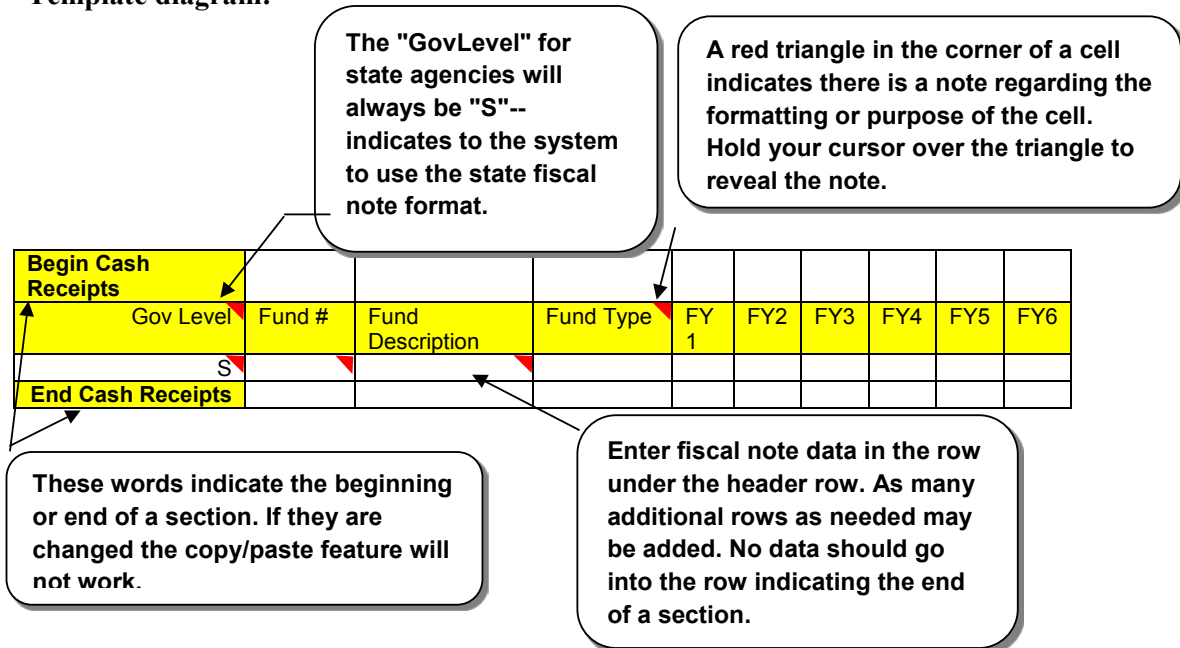 Template diagram:
The "GovLevel" for
state agencies will
always be "S"--
indicates to the system
to use the state fiscal
note format.
A red triangle in the corner of a cell
indicates there is a note regarding the
formatting or purpose of the cell.
Hold your cursor over the triangle to
reveal the note.
Begin Cash
Receipts
Gov Level Fund # Fund Description Fund Type FY 1 FY2 FY3 FY4 FY5 FY6
S
End Cash Receipts
These words indicate the beginning
or end of a section. If they are
changed the copy/paste feature will
not work.
Enter fiscal note data in the row
under the header row. As many
additional rows as needed may
be added. No data should go
into the row indicating the end
of a section.